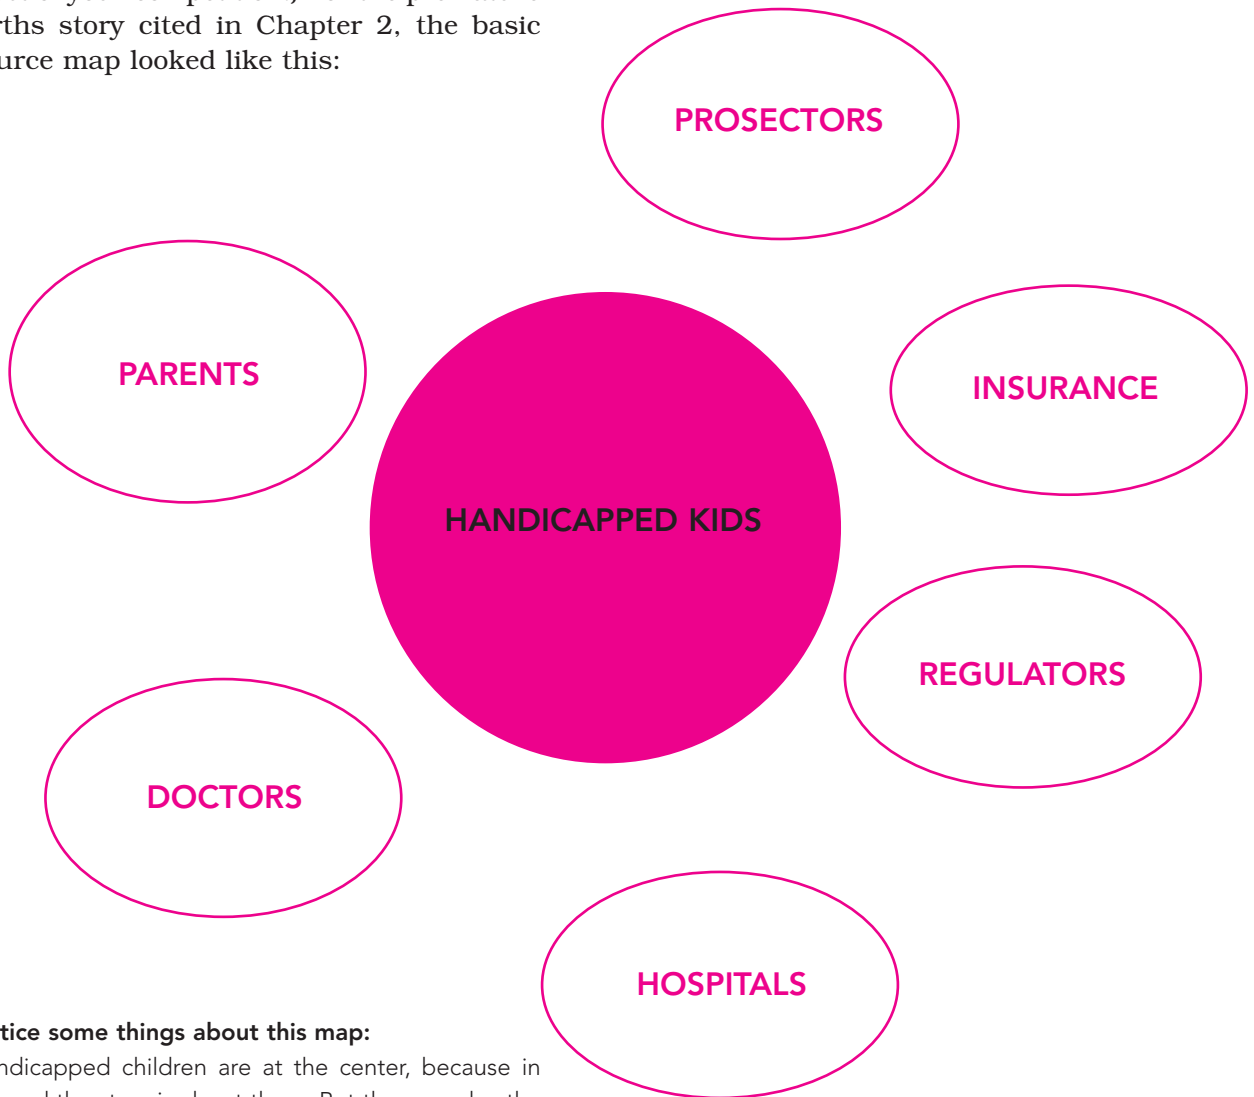 rths story cited in Chapter 2, the basic
urce map looked like this:
PROSECTORS
PARENTS
INSURANCE
HANDICAPPED KIDS
REGULATORS
DOCTORS
HOSPITALS
tice some things about this map:
ndicapped children are at the center, because in